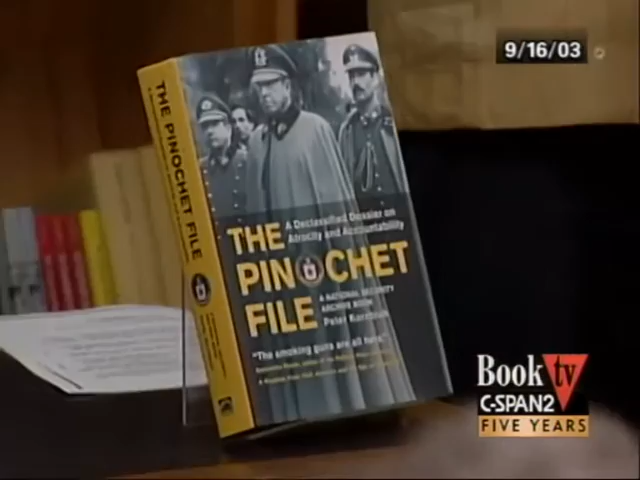 9/16/03
THE PINOCHET FILE
A Declassified Dossier on
Atrocity and Accountability
THE
PINOCHET
FILE
A NATIONAL SECURITY
ARCHIVE BOOK
Peter Kornbluh
"The smoking guns are all here."
Book tv
C-SPAN2
FIVE YEARS